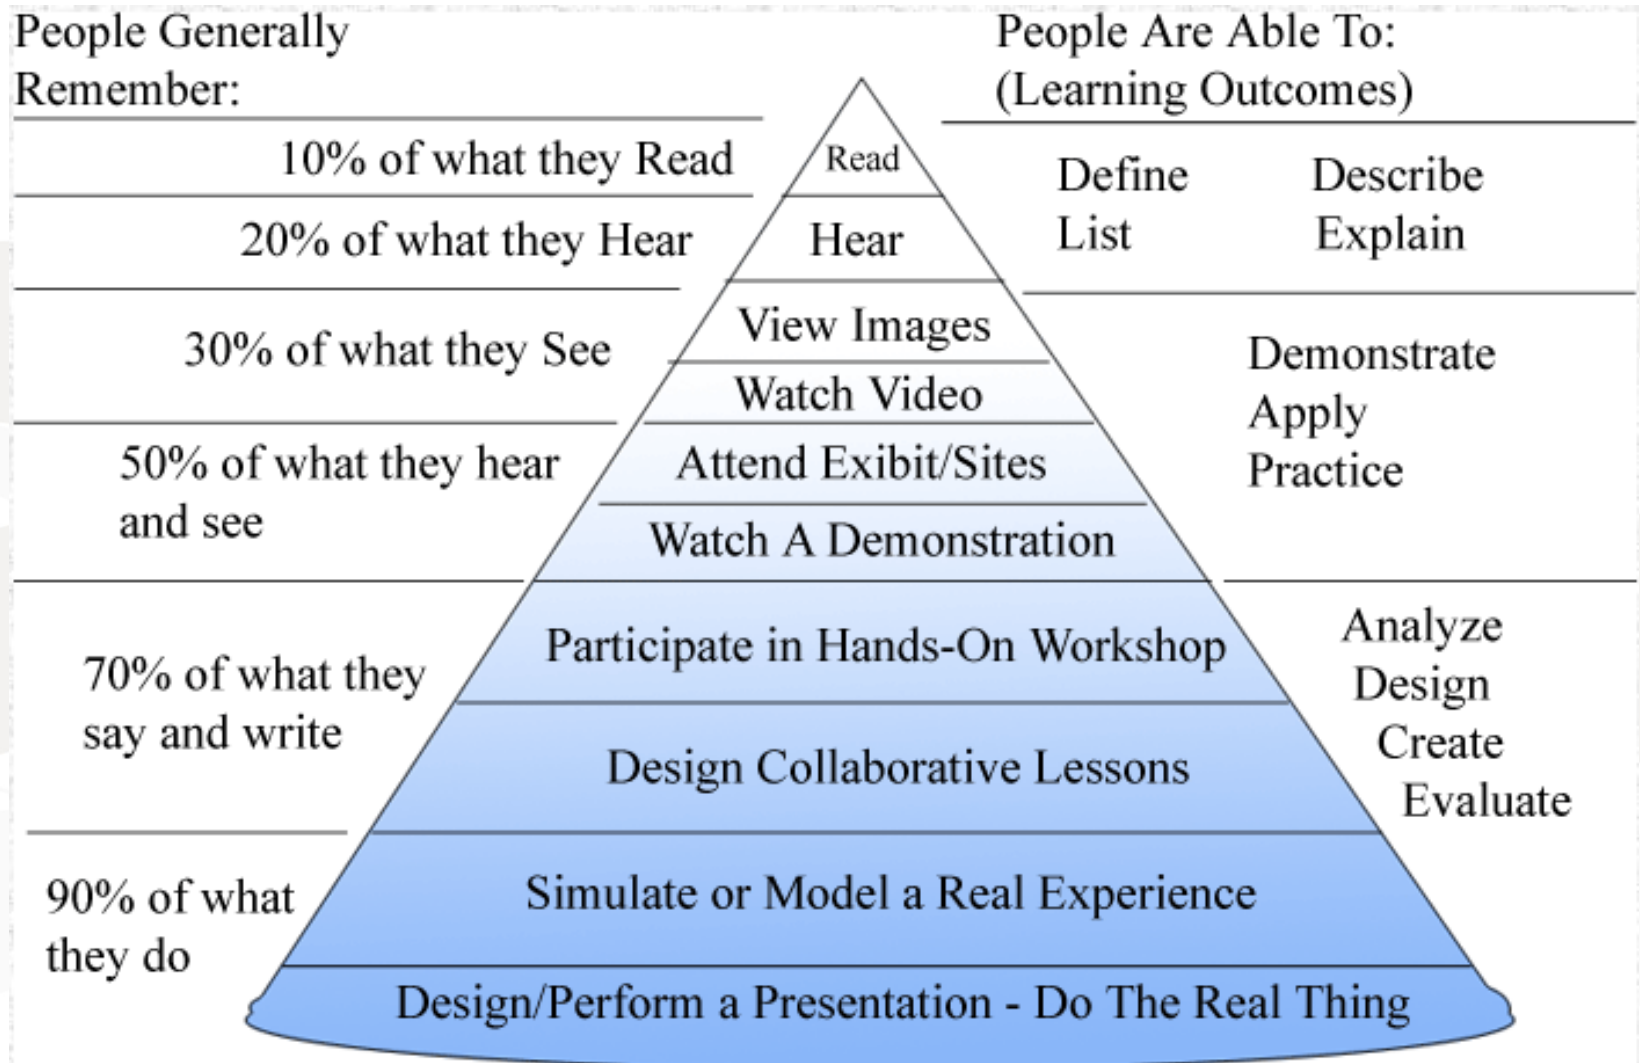 People Generally
Remember:
10% of what they Read
20% of what they Hear
30% of what they See
50% of what they hear
and see
70% of what they
say and write
90% of what
they do
Read
Hear
View Images
Watch Video
Attend Exibit/Sites
Watch A Demonstration
Participate in Hands-On Workshop
Design Collaborative Lessons
Simulate or Model a Real Experience
Design/Perform a Presentation - Do The Real Thing
People Are Able To:
(Learning Outcomes)
Define Describe
List Explain
Demonstrate
Apply
Practice
Analyze
Design
Create
Evaluate